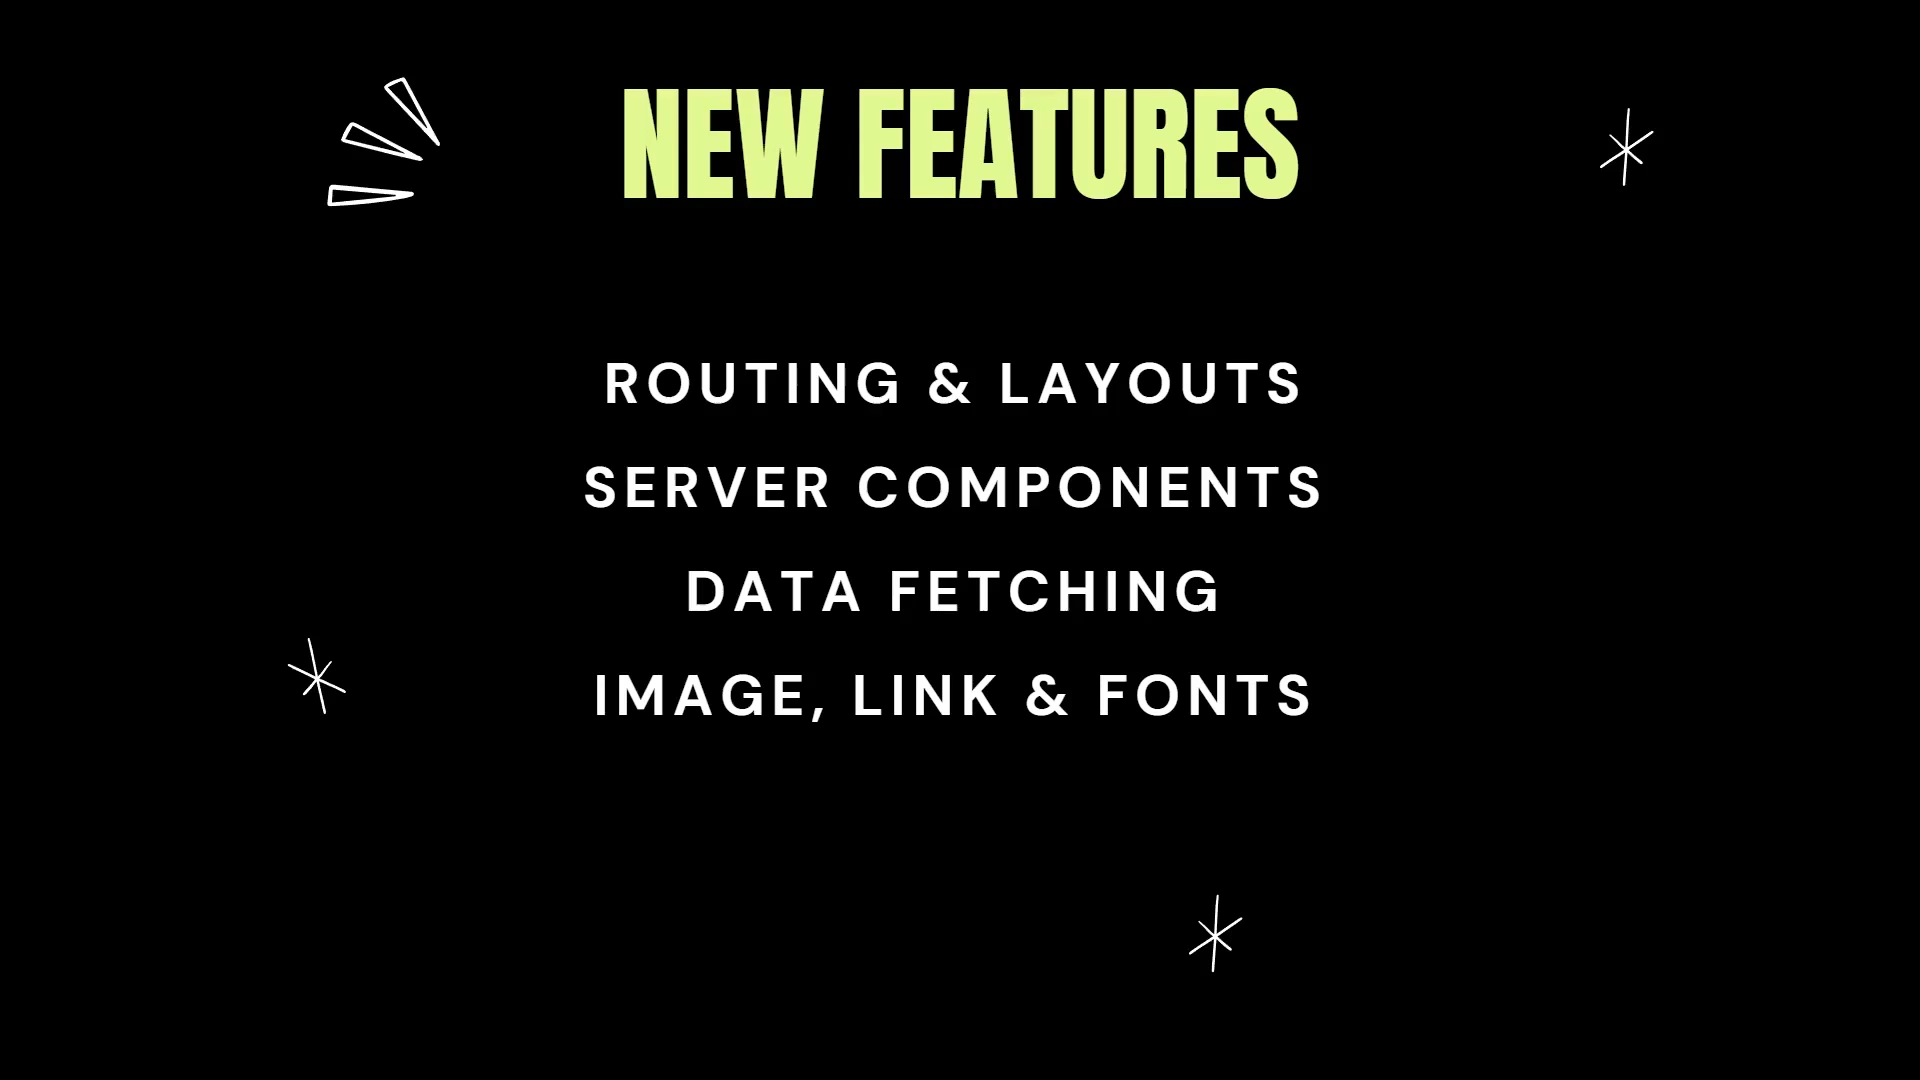 NEW FEATURES
ROUTING & LAYOUTS
SERVER COMPONENTS
DATA FETCHING
IMAGE, LINK & FONTS